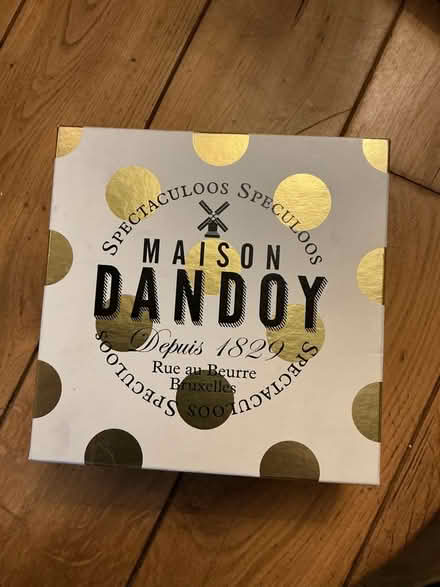 SPECTACULOOS SPECULOOS
MAISON
DANDOY
Depuis 1829
Rue au Beurre
Bruxelles
SPECTACULOOS SPECULOOS